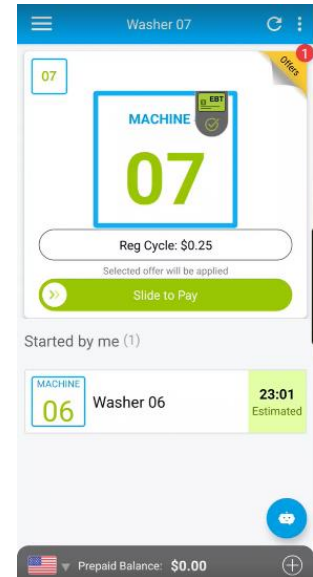 Washer 07
1
Offers
07
EBT
MACHINE
07
Reg Cycle: $0.25
Selected offer will be applied
Slide to Pay
Started by me (1)
MACHINE
06
Washer 06
23:01
Estimated
Prepaid Balance: $0.00